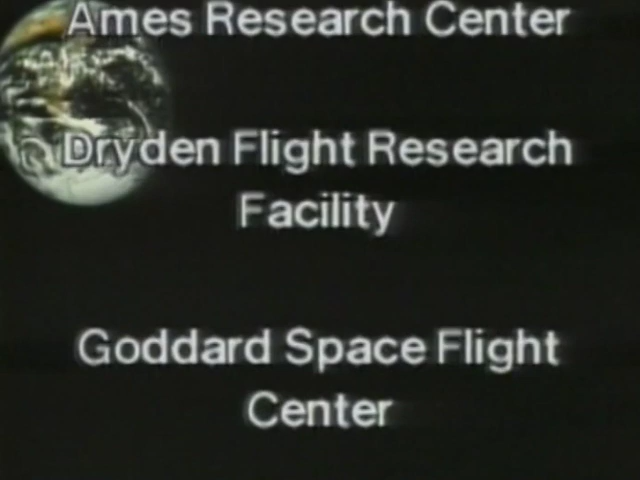 Ames Research Center
Dryden Flight Research
Facility
Goddard Space Flight
Center